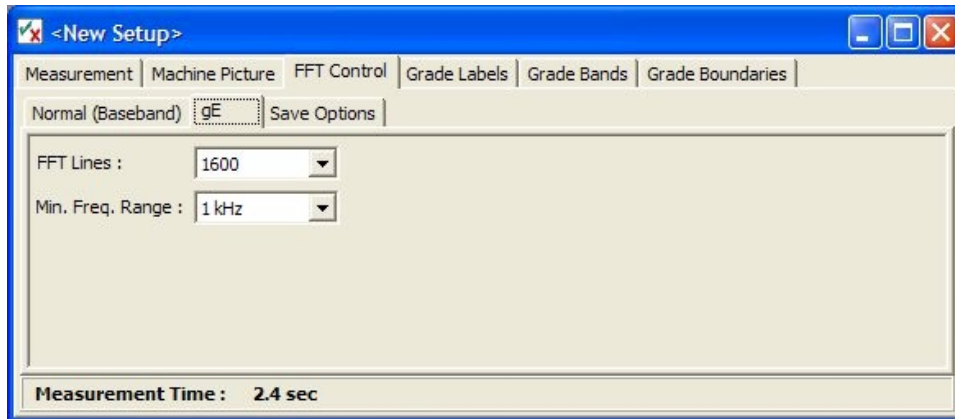 <New Setup>
Measurement Machine Picture FFT Control Grade Labels Grade Bands Grade Boundaries
Normal (Baseband) gE Save Options
FFT Lines : 1600
Min. Freq. Range : 1 kHz
Measurement Time : 2.4 sec